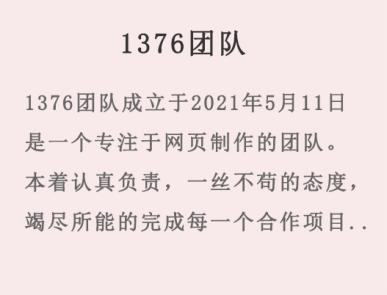 1376团队
1376团队成立于2021年5月11日
是一个专注于网页制作的团队。
本着认真负责，一丝不苟的态度，
竭尽所能的完成每一个合作项目..